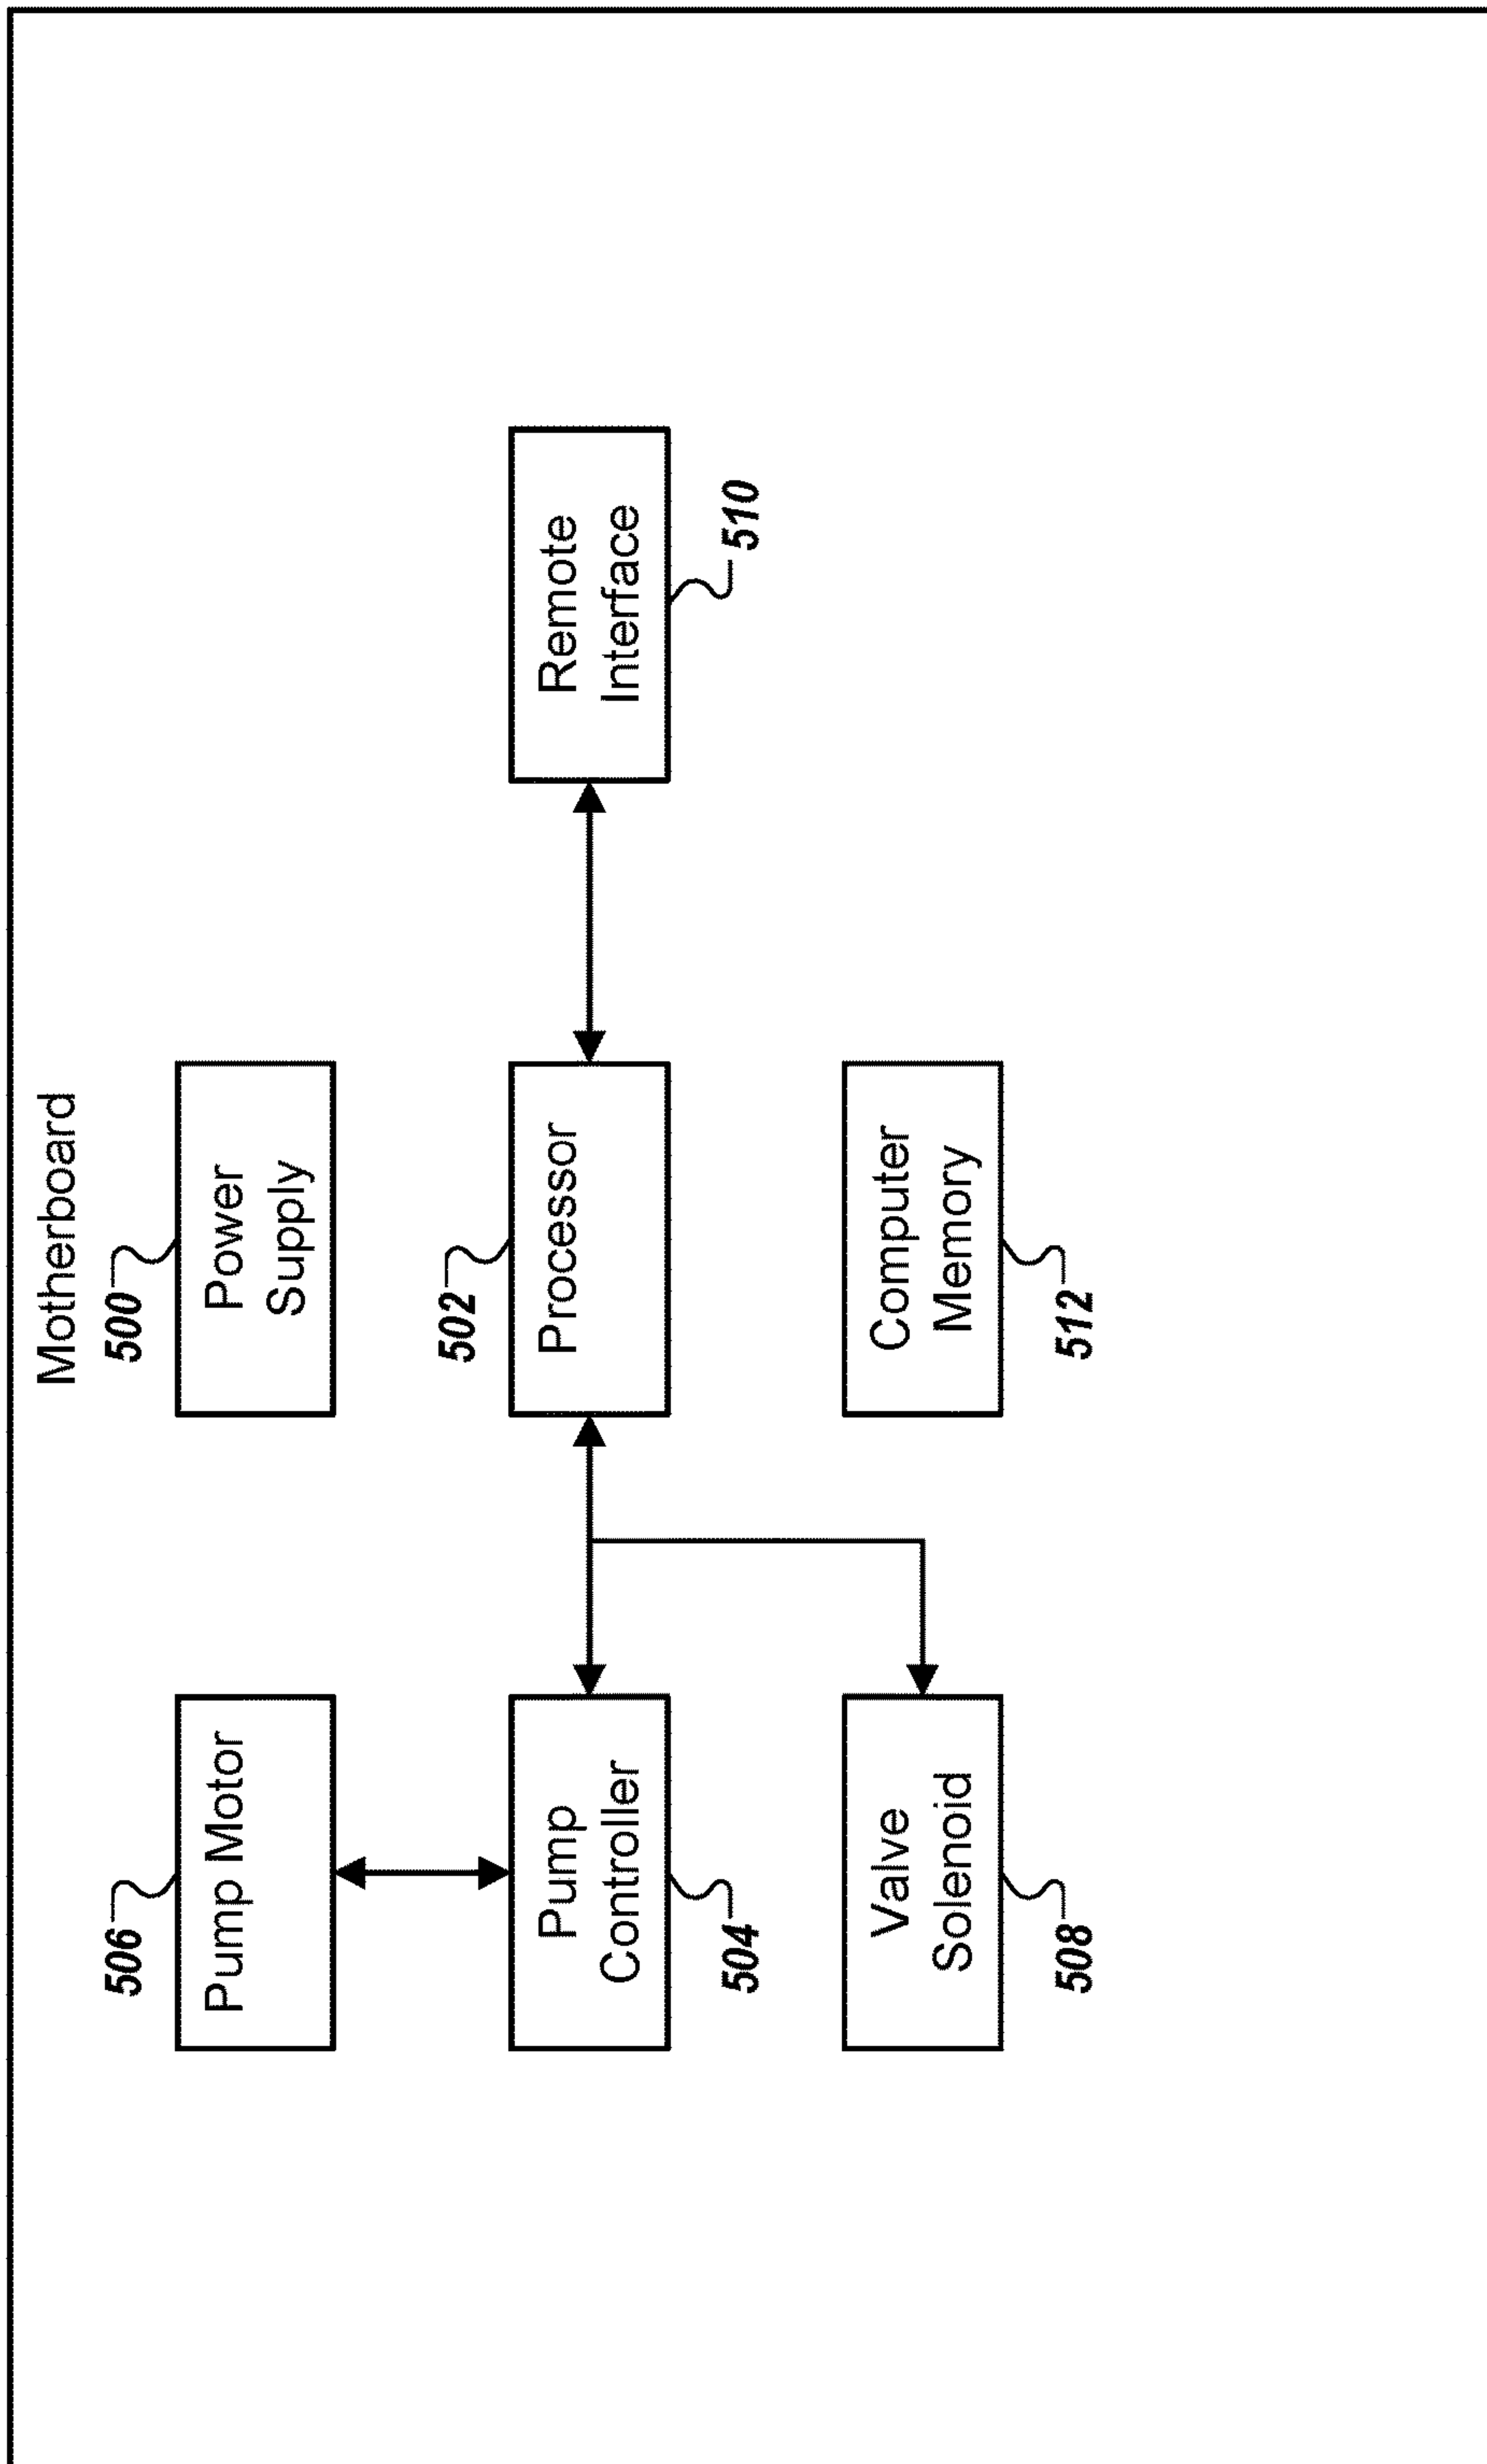 Motherboard
506
Pump Motor
500
Power
Supply
504
Pump
Controller
502
Processor
Remote
Interface
510
Valve
Solenoid
508
Computer
Memory
512